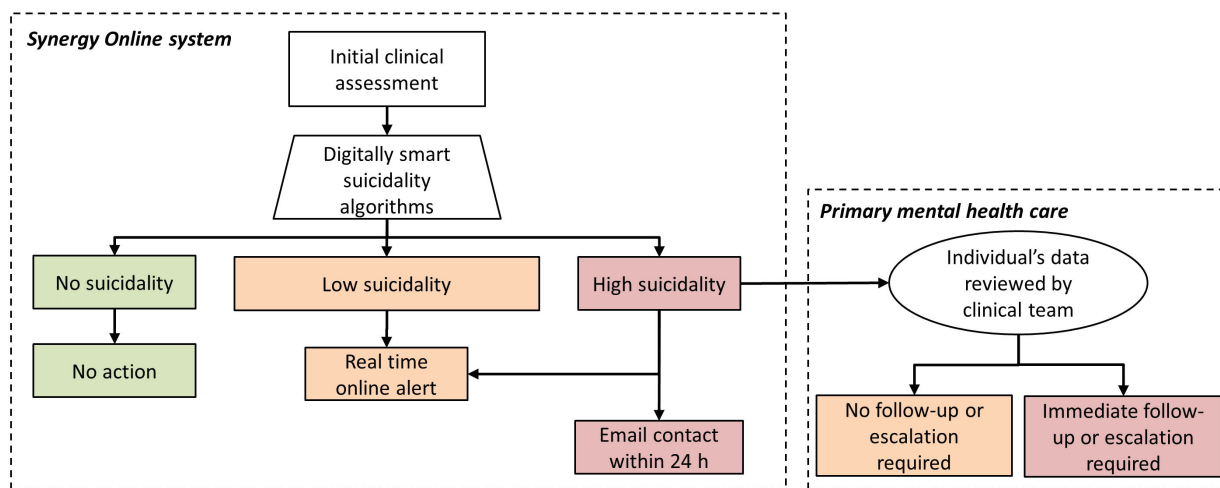 Synergy Online system
Initial clinical
assessment
Digitally smart
suicidality
algorithms
No suicidality
Low suicidality
High suicidality
No action
Real time
online alert
Email contact
within 24 h
Primary mental health care
Individual’s data
reviewed by
clinical team
No follow-up or
escalation
required
Immediate follow-
up or escalation
required